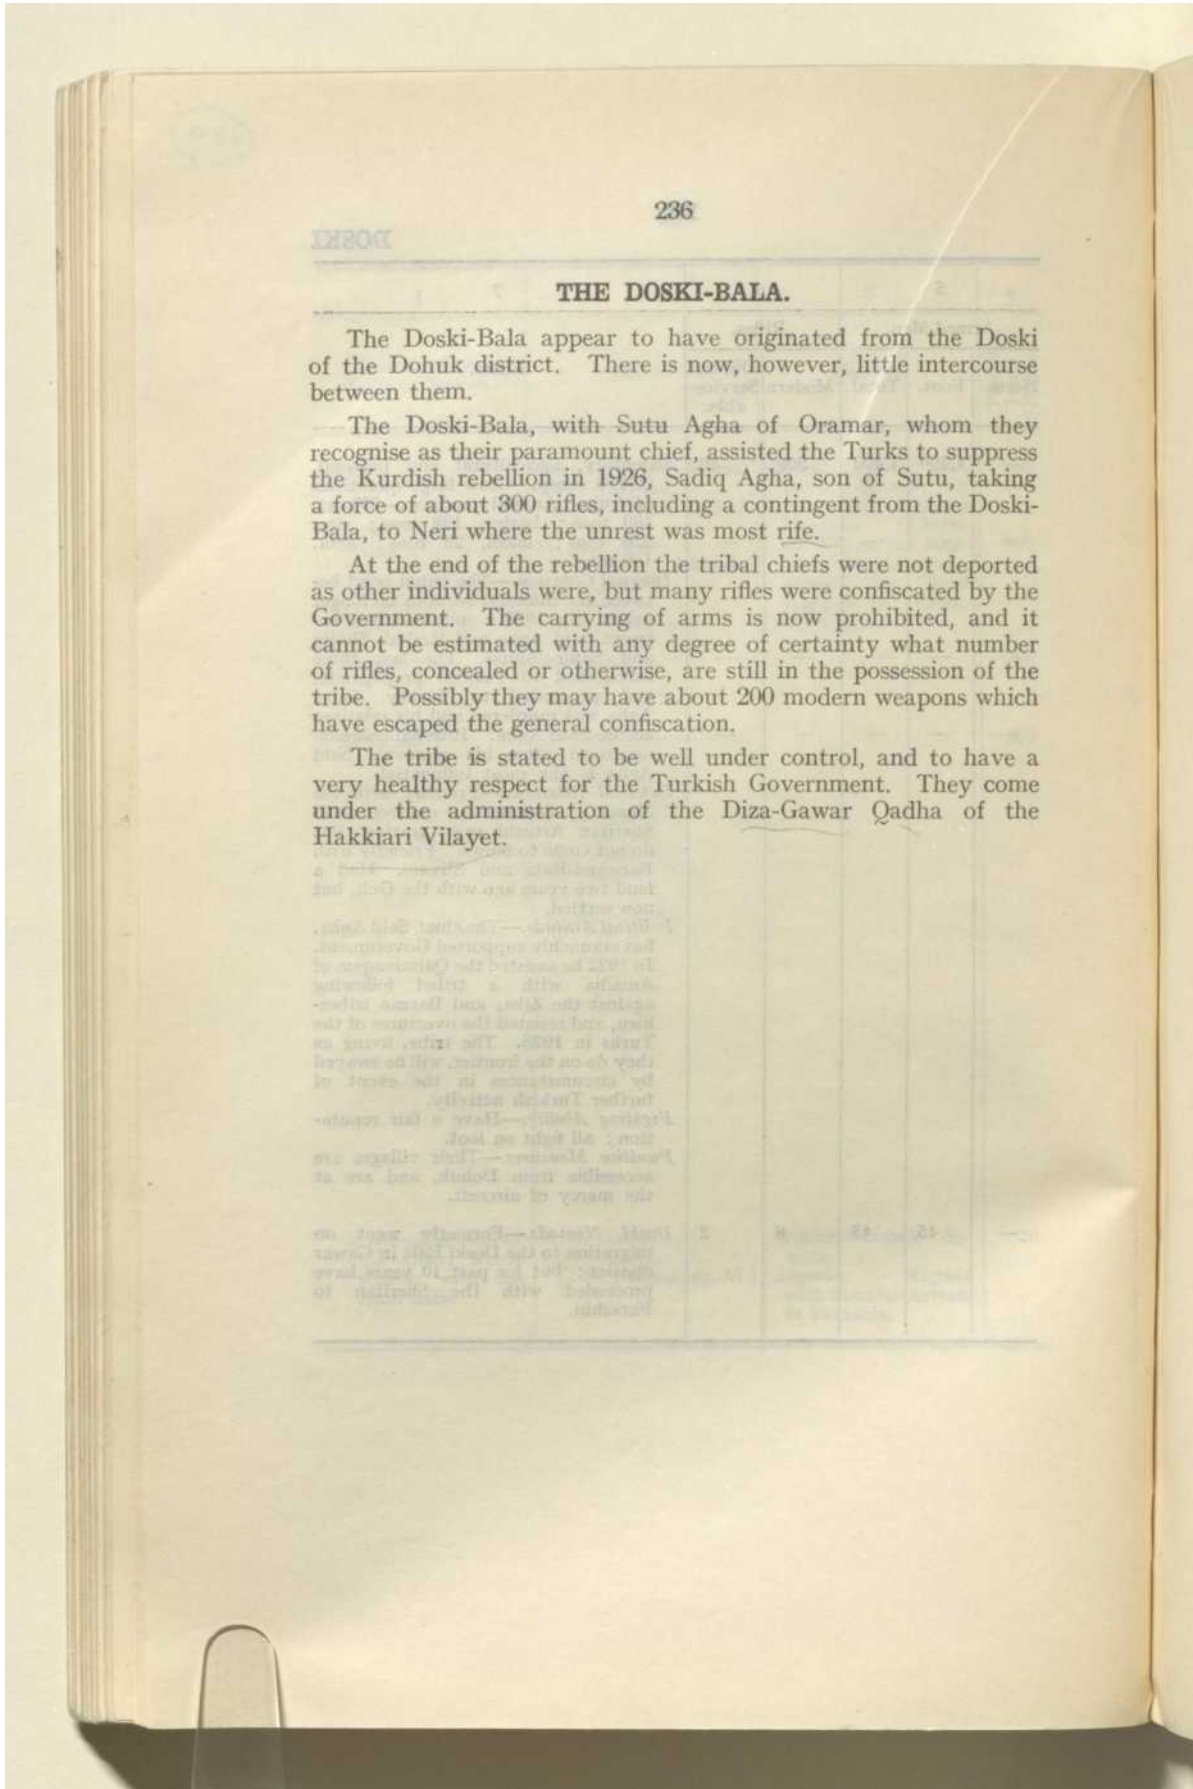 236
THE DOSKI-BALA.
The Doski-Bala appear to have originated from the Doski
of the Dohuk district. There is now, however, little intercourse
between them.
The Doski-Bala, with Sutu Agha of Oramar, whom they
recognise as their paramount chief, assisted the Turks to suppress
the Kurdish rebellion in 1926, Sadiq Agha, son of Sutu, taking
a force of about 300 rifles, including a contingent from the Doski-
Bala, to Neri where the unrest was most rife.
At the end of the rebellion the tribal chiefs were not deported
as other individuals were, but many rifles were confiscated by the
Government. The carrying of arms is now prohibited, and it
cannot be estimated with any degree of certainty what number
of rifles, concealed or otherwise, are still in the possession of the
tribe. Possibly they may have about 200 modern weapons which
have escaped the general confiscation.
The tribe is stated to be well under control, and to have a
very healthy respect for the Turkish Government. They come
under the administration of the Diza-Gawar Qadha of the
Hakkiari Vilayet.